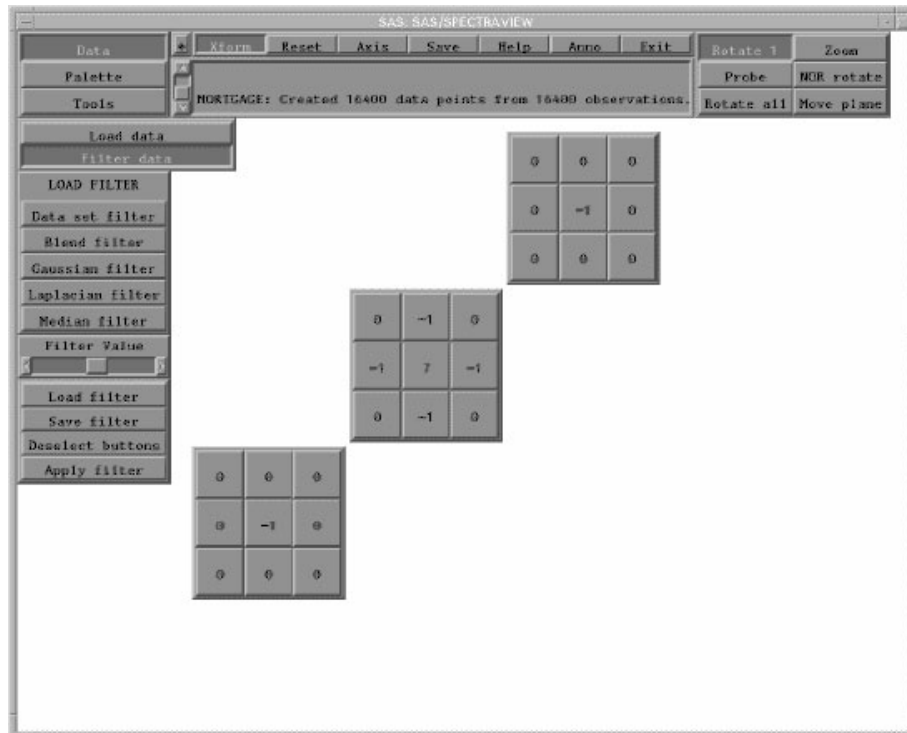 SAS: SAS/SPECTRAVIEW
Data
Palette
Tools
Xform Reset Axis Save Help Anno Exit
MORTGAGE: Created 16400 data points from 16400 observations.
Rotate 1 Zoom
Probe NOR rotate
Rotate all Move plane
Load data
Filter data
LOAD FILTER
Data set filter
Blend filter
Gaussian filter
Laplacian filter
Median filter
Filter Value
Load filter
Save filter
Deselect buttons
Apply filter
0 0 0
0 -1 0
0 0 0
0 -1 0
-1 7 -1
0 -1 0
0 0 0
0 -1 0
0 0 0